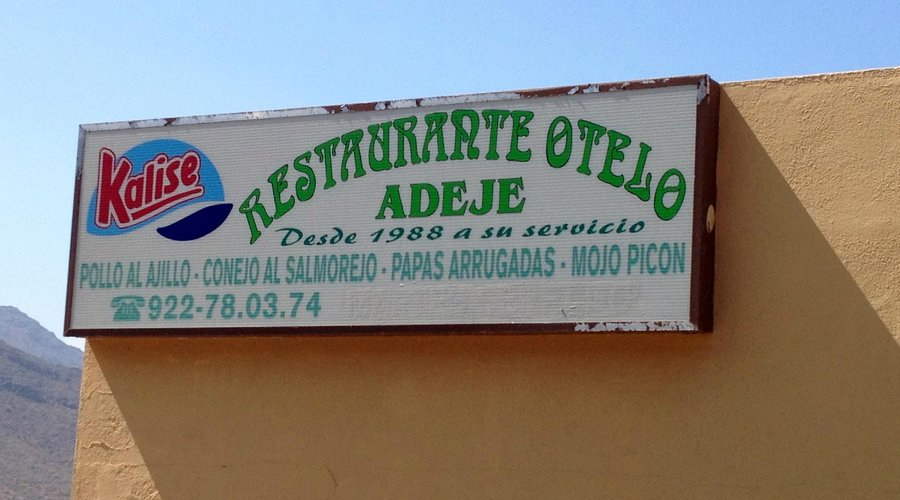 Kalise
RESTAURANTE OTELO
ADEJE
Desde 1988 a su servicio
POLLO AL AJILLO - CONEJO AL SALMOREJO - PAPAS ARRUGADAS - MOJO PICON
☎922-78.03.74